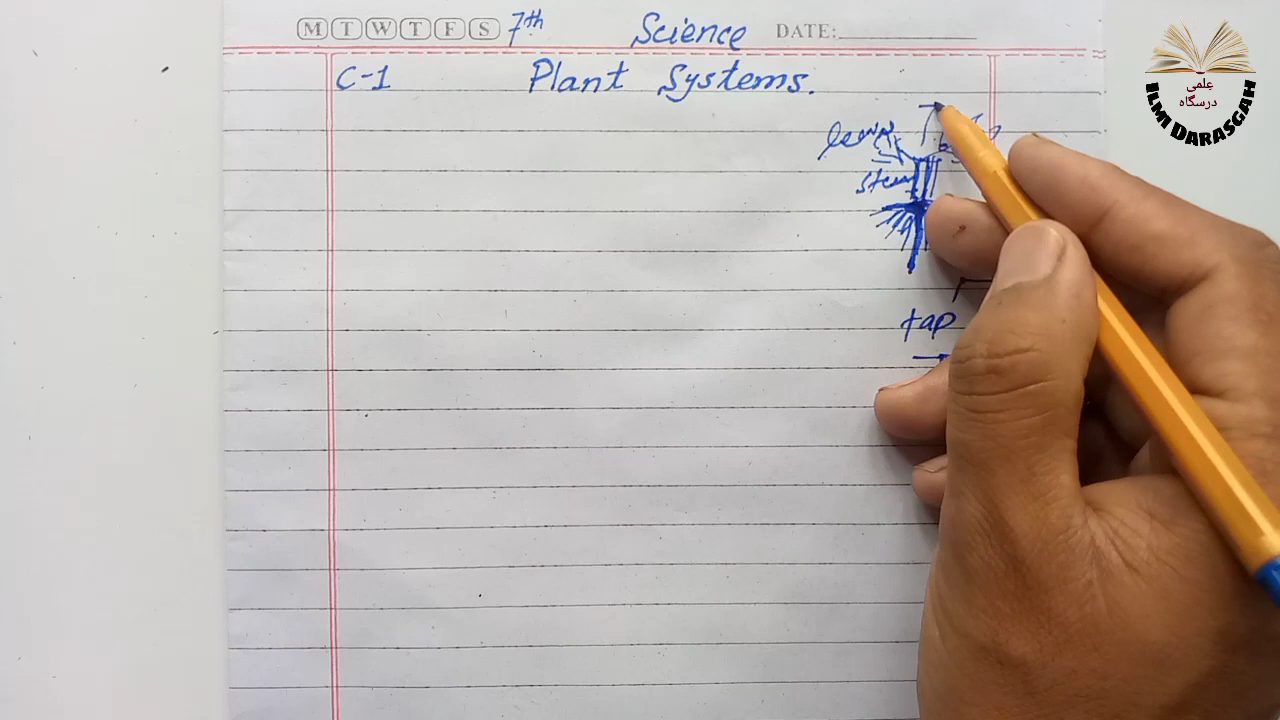 M T W T F S 7th Science DATE:
C-1 Plant Systems.
leaves
stem
tap
علمی
درسگاہ
ILMI DARASGAH